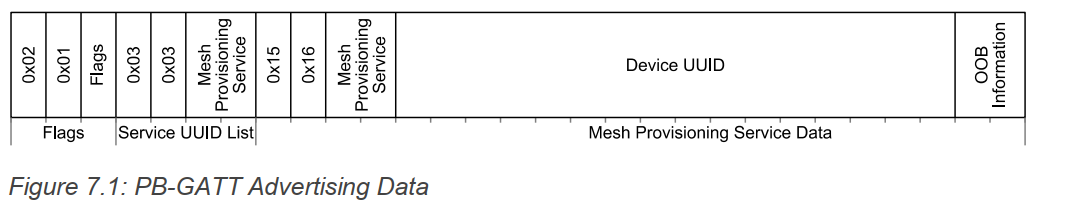 0x02
0x01
Flags
0x03
0x03
Mesh
Provisioning
Service
0x15
0x16
Mesh
Provisioning
Service
Device UUID
OOB
Information
Flags
Service UUID List
Mesh Provisioning Service Data
Figure 7.1: PB-GATT Advertising Data